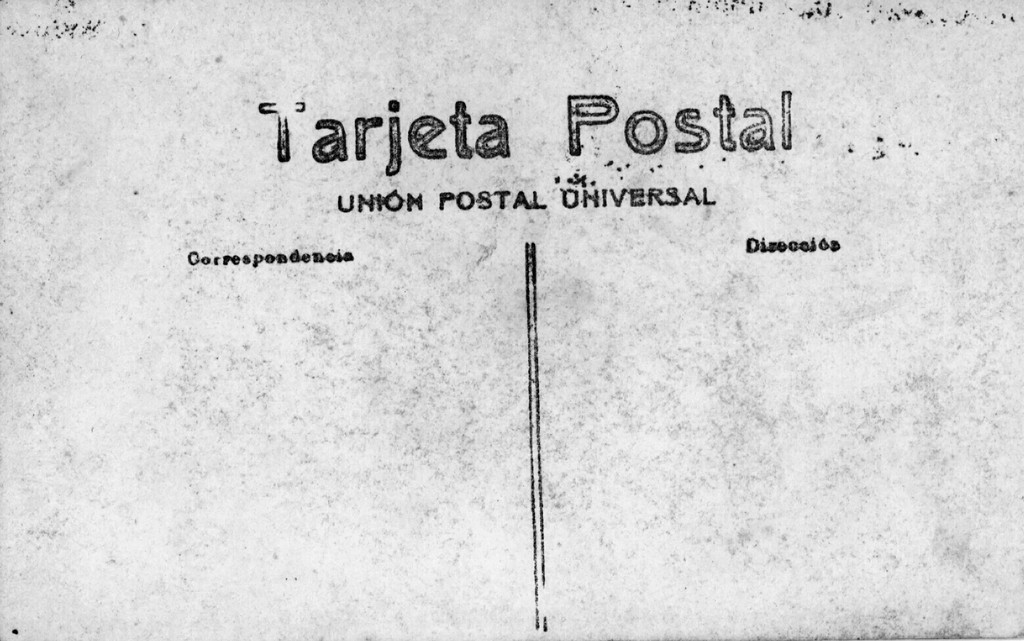 Tarjeta Postal
UNIÓN POSTAL UNIVERSAL
Correspondencia
Dirección